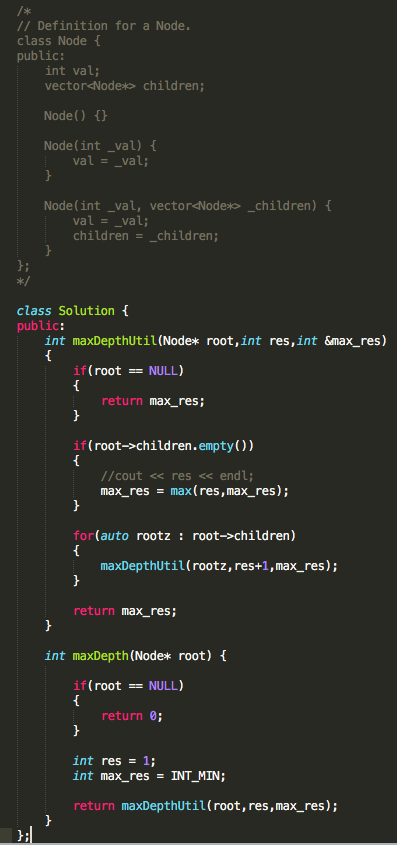 /*
// Definition for a Node.
class Node {
public:
    int val;
    vector<Node*> children;

    Node() {}

    Node(int _val) {
        val = _val;
    }

    Node(int _val, vector<Node*> _children) {
        val = _val;
        children = _children;
    }
};
*/

class Solution {
public:
    int maxDepthUtil(Node* root,int res,int &max_res)
    {
        if(root == NULL)
        {
            return max_res;
        }

        if(root->children.empty())
        {
            //cout << res << endl;
            max_res = max(res,max_res);
        }

        for(auto rootz : root->children)
        {
            maxDepthUtil(rootz,res+1,max_res);
        }

        return max_res;
    }

    int maxDepth(Node* root) {

        if(root == NULL)
        {
            return 0;
        }

        int res = 1;
        int max_res = INT_MIN;

        return maxDepthUtil(root,res,max_res);
    }
};